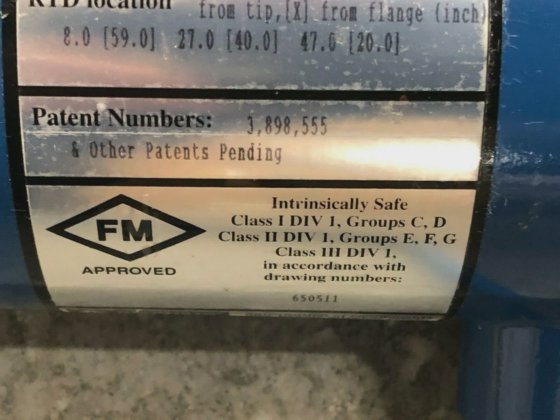 RTD location from tip,[X] from flange (inch)
8.0 [59.0] 27.0 [40.0] 47.0 [20.0]
Patent Numbers: 3,898,555
& Other Patents Pending
FM
APPROVED
Intrinsically Safe
Class I DIV 1, Groups C, D
Class II DIV 1, Groups E, F, G
Class 1II DIV 1,
in accordance with
drawing numbers:
650511